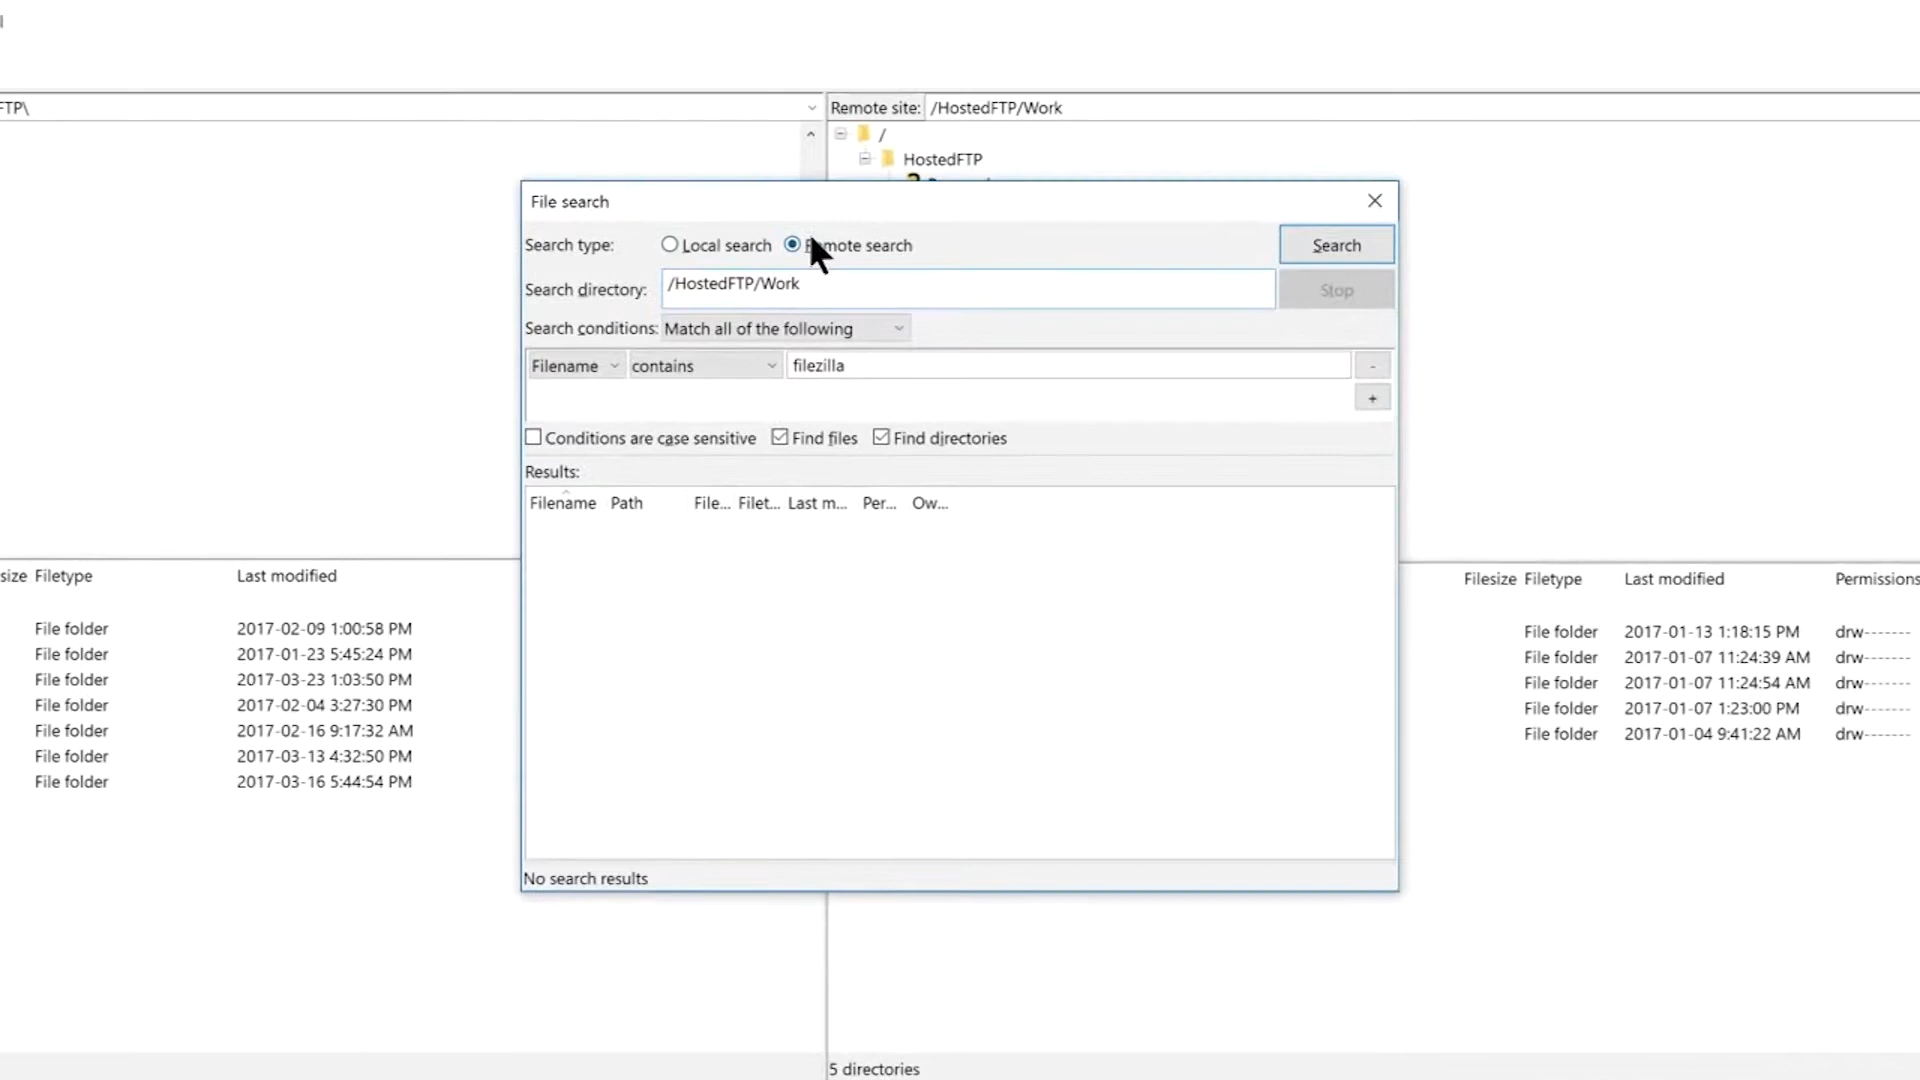 FTP\
Remote site: /HostedFTP/Work
/
HostedFTP
File search
Search type: Local search Remote search Search
Search directory: /HostedFTP/Work Stop
Search conditions: Match all of the following
Filename contains filezilla -
+
Conditions are case sensitive Find files Find directories
Results:
Filename Path File... Filet... Last m... Per... Ow...
No search results
size Filetype Last modified
File folder 2017-02-09 1:00:58 PM
File folder 2017-01-23 5:45:24 PM
File folder 2017-03-23 1:03:50 PM
File folder 2017-02-04 3:27:30 PM
File folder 2017-02-16 9:17:32 AM
File folder 2017-03-13 4:32:50 PM
File folder 2017-03-16 5:44:54 PM
Filesize Filetype Last modified Permissions
File folder 2017-01-13 1:18:15 PM drw-------
File folder 2017-01-07 11:24:39 AM drw-------
File folder 2017-01-07 11:24:54 AM drw-------
File folder 2017-01-07 1:23:00 PM drw-------
File folder 2017-01-04 9:41:22 AM drw-------
5 directories